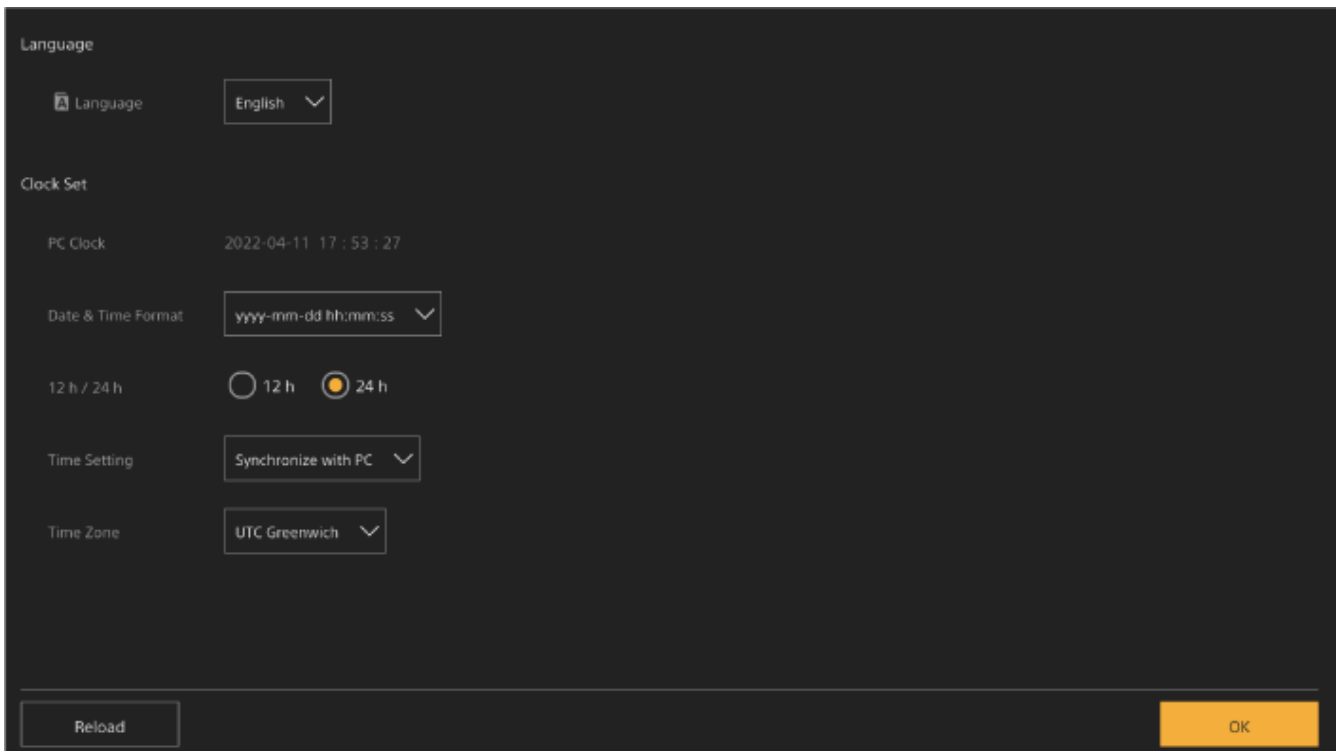 Language
A Language English
Clock Set
PC Clock 2022-04-11 17 : 53 : 27
Date & Time Format yyyy-mm-dd hh:mm:ss
12 h / 24 h 12 h 24 h
Time Setting Synchronize with PC
Time Zone UTC Greenwich
Reload OK